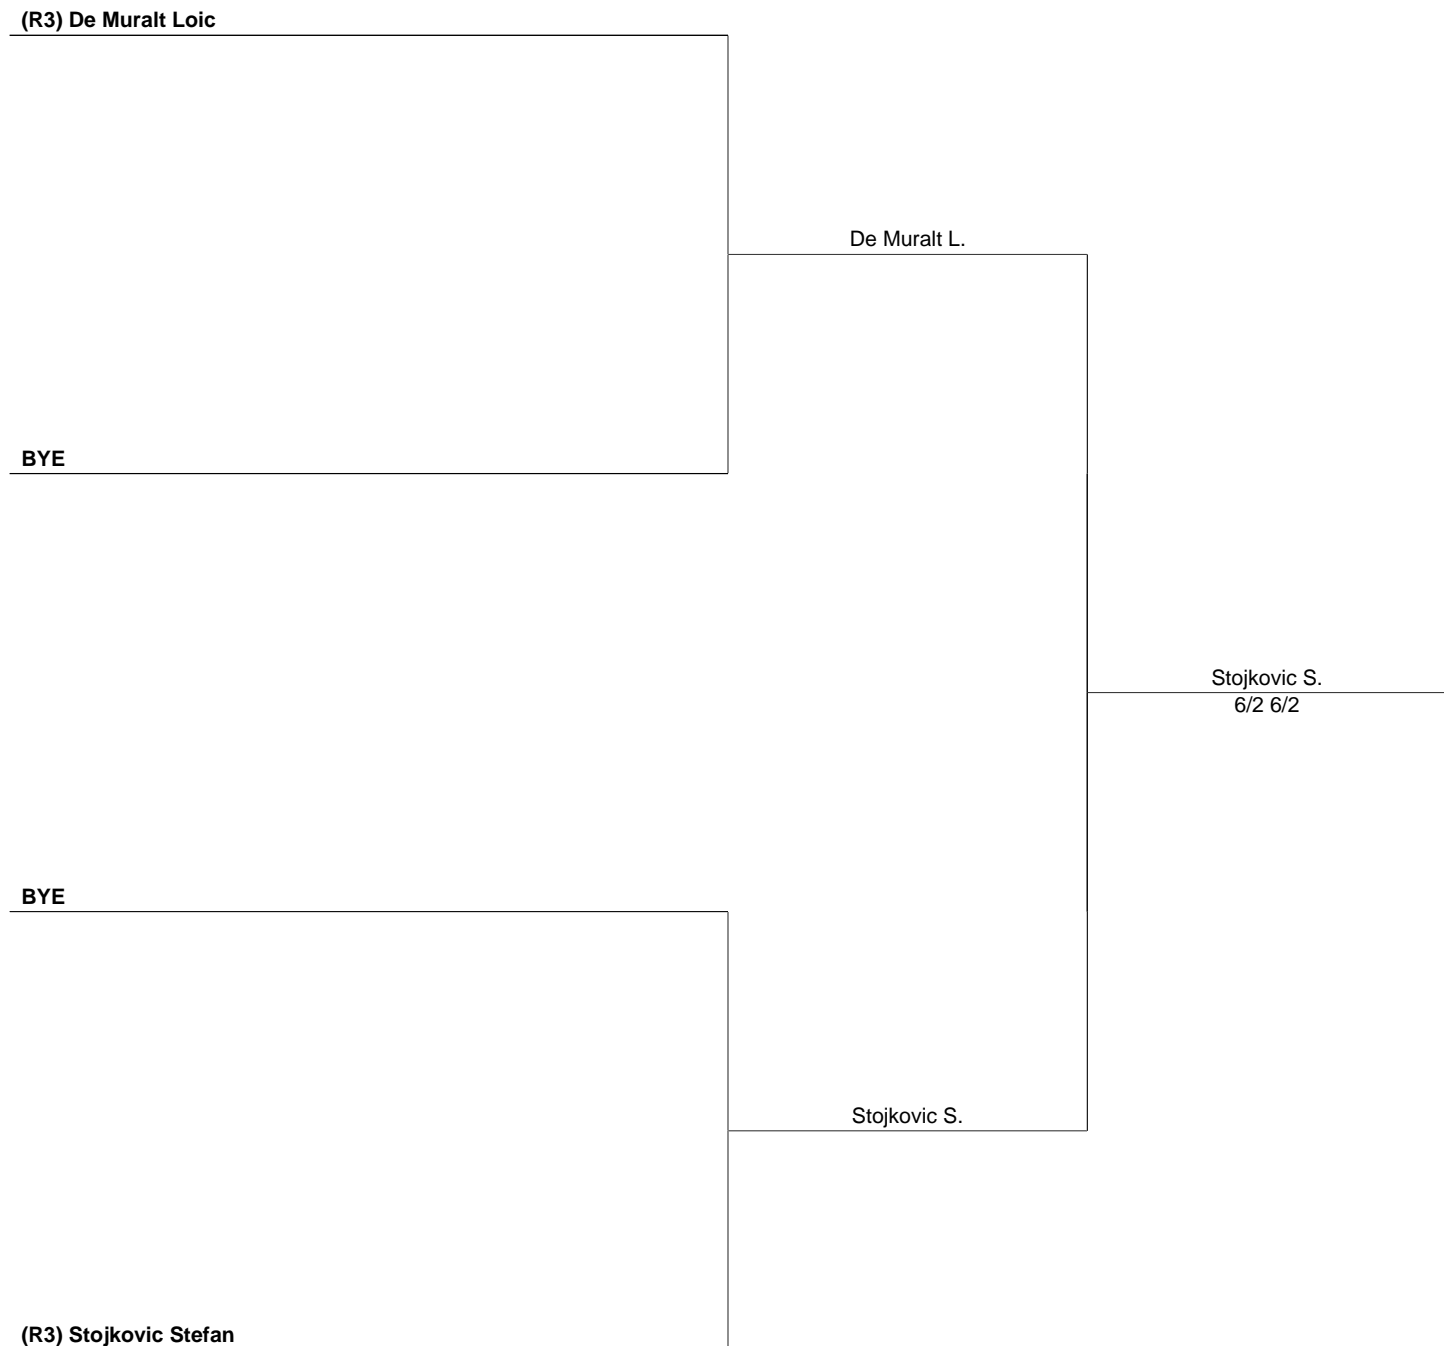 (R3) De Muralt Loic
De Muralt L.
BYE
Stojkovic S.
6/2 6/2
BYE
Stojkovic S.
(R3) Stojkovic Stefan